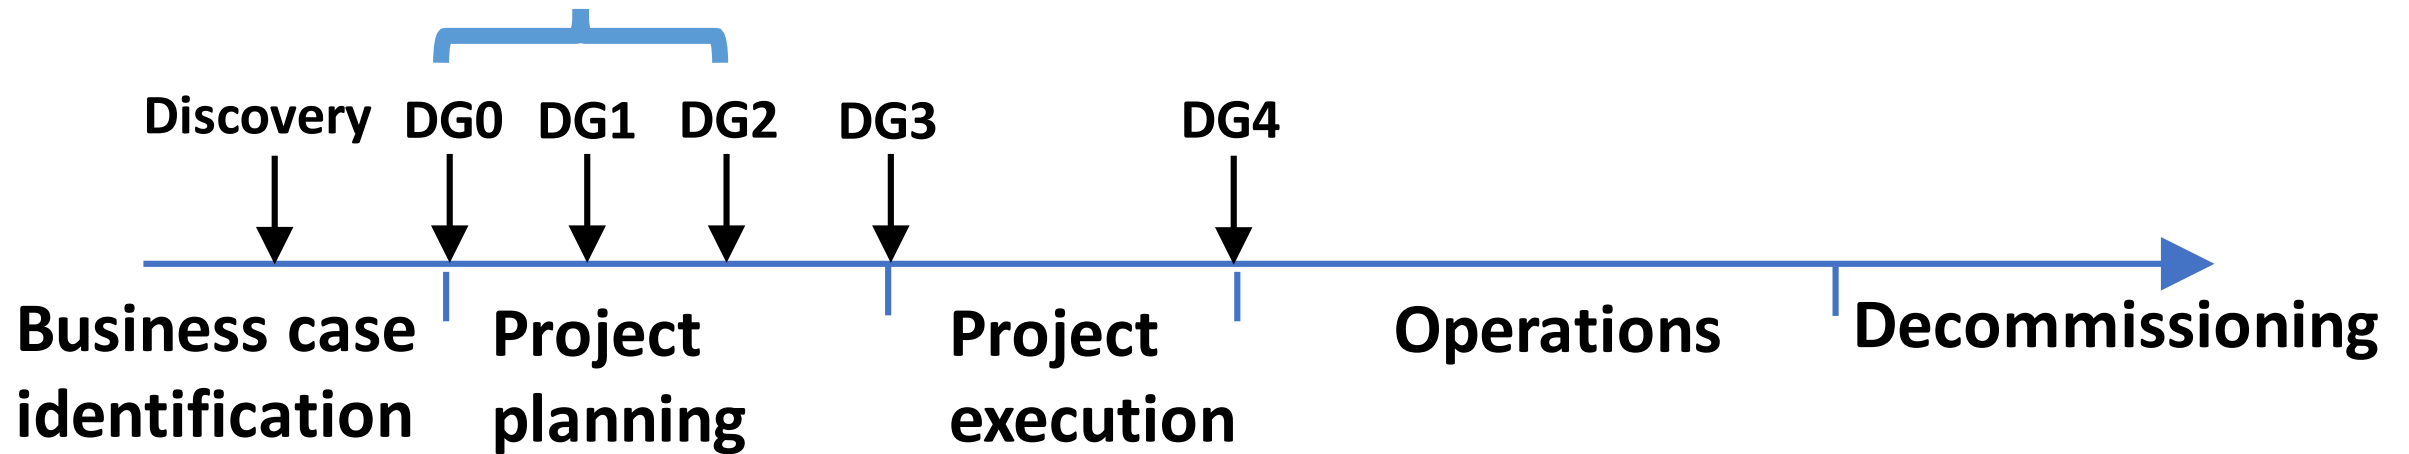 Discovery DG0 DG1 DG2 DG3 DG4
Business case
identification
Project
planning
Project
execution
Operations
Decommissioning